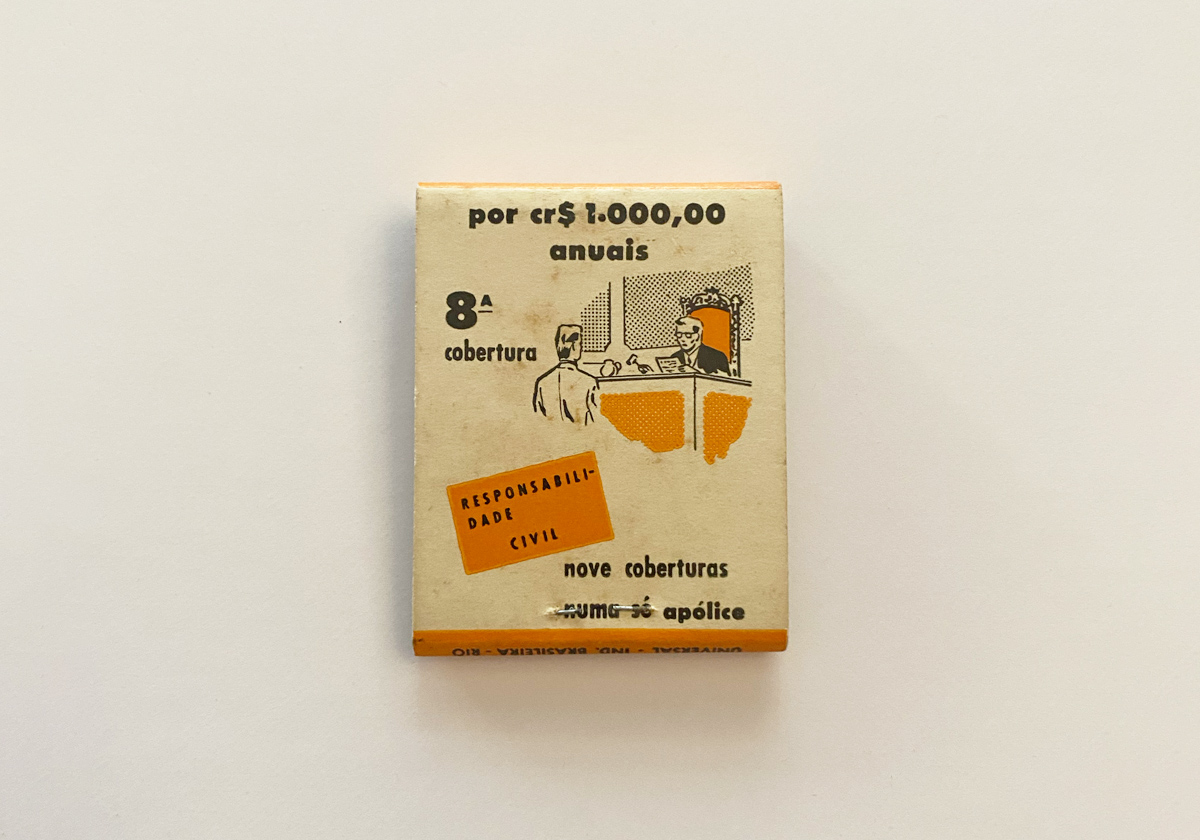 por cr$ 1.000,00
anuais
8ª
cobertura
RESPONSABILI-
DADE
CIVIL
nove coberturas
numa só apólice
UNIVERSAL - IND. BRASILEIRA - RIO